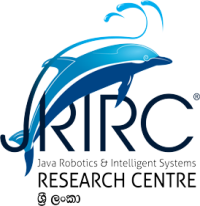 JRIRC®
Java Robotics & Intelligent Systems
RESEARCH CENTRE
ශ්‍රී ලංකා